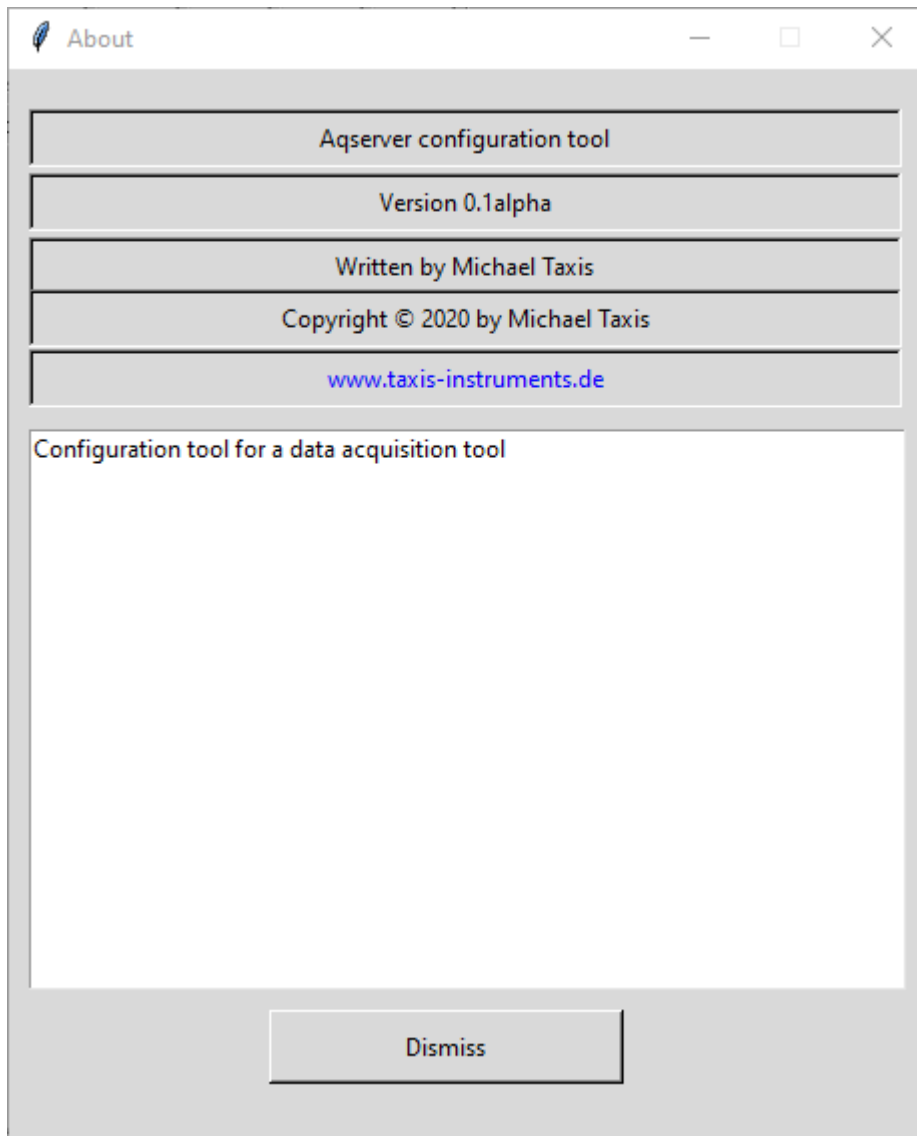 About
Aqserver configuration tool
Version 0.1alpha
Written by Michael Taxis
Copyright © 2020 by Michael Taxis
www.taxis-instruments.de
Configuration tool for a data acquisition tool
Dismiss